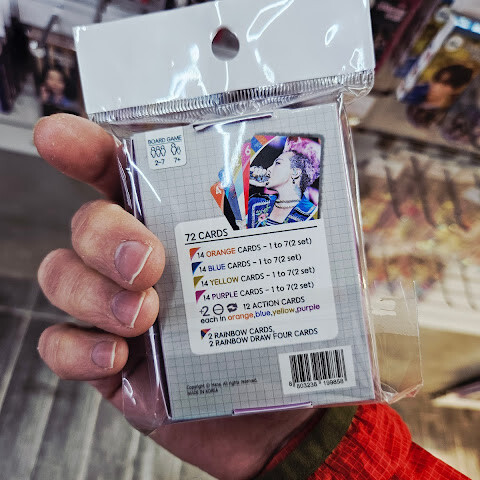 BOARD GAME
2-7 7+
72 CARDS
14 ORANGE CARDS - 1 to 7(2 set)
14 BLUE CARDS - 1 to 7(2 set)
14 YELLOW CARDS - 1 to 7(2 set)
14 PURPLE CARDS - 1 to 7(2 set)
-2 12 ACTION CARDS
each in orange,blue,yellow,purple
2 RAINBOW CARDS,
2 RAINBOW DRAW FOUR CARDS
All rights Reserved.
MADE IN KOREA